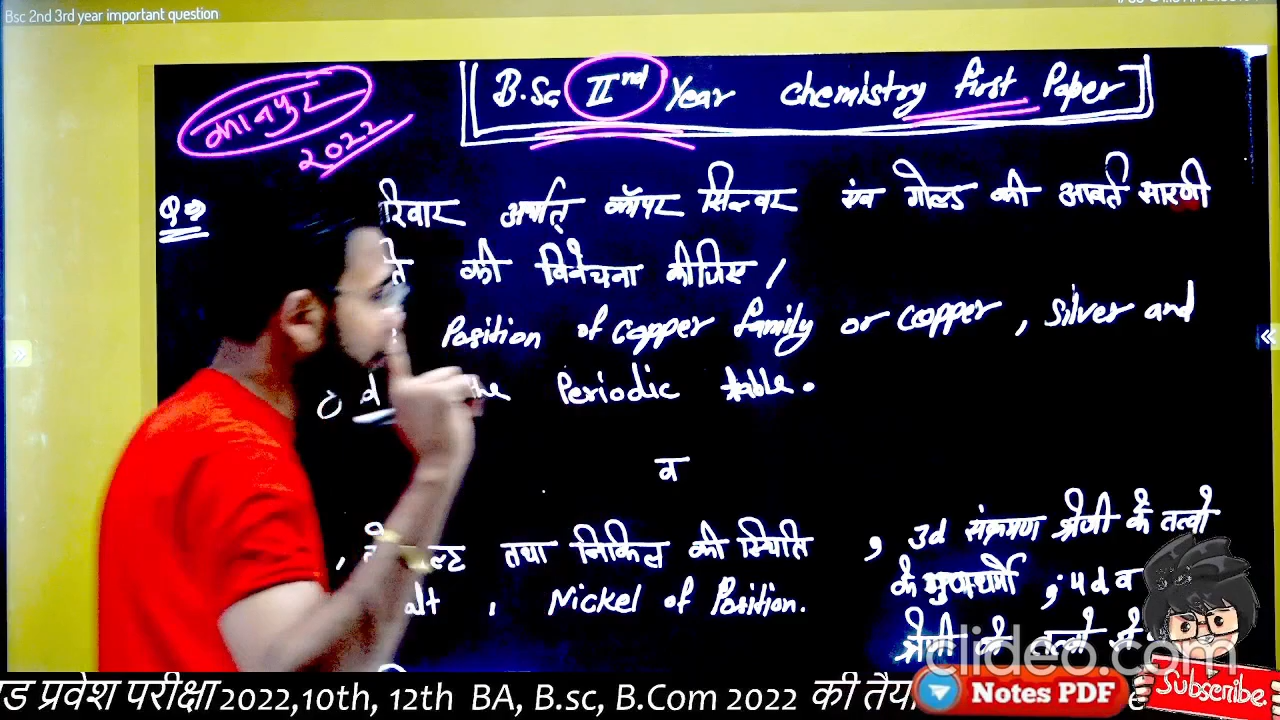 Bsc 2nd 3rd year important question
B.Sc IInd Year chemistry first Paper
कानपुर
२०२२
Q⇒
रिवार अर्थात् कॉपर सिल्वर एंव गोल्ड की आवर्त सारणी
की विवेचना कीजिए /
Position of copper family or copper, Silver and
Periodic table.
व
तथा निकिल की स्थिति , 3d संक्रमण श्रेणी के तत्वो
alt , Nickel of Position. के गुणधर्मो ; 4d व
श्रेणी के तत्वो
clideo.com
ड प्रवेश परीक्षा 2022,10th, 12th BA, B.sc, B.Com 2022 की तैया
Notes PDF
Subscribe